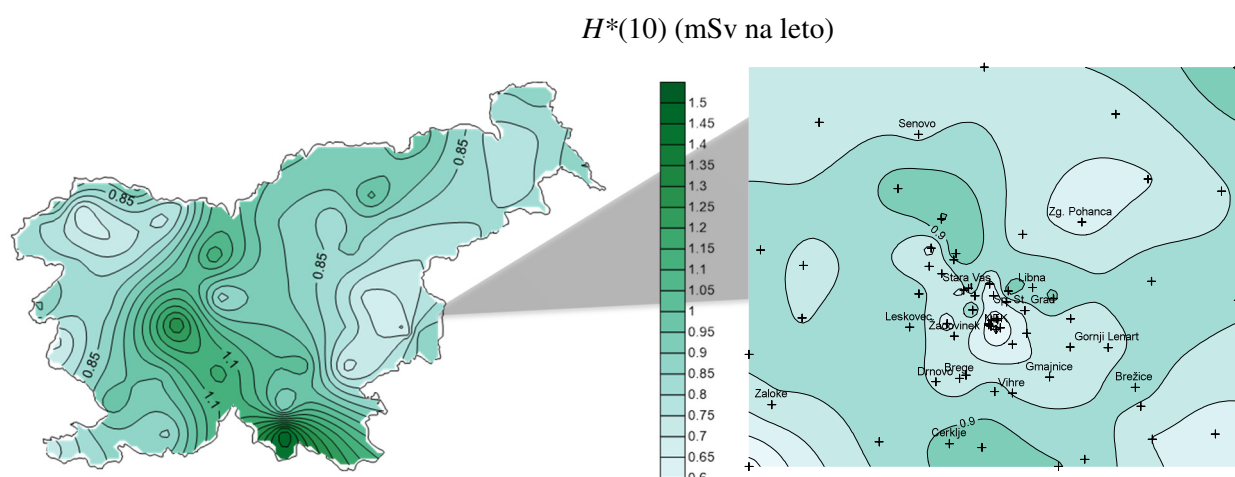 H*(10) (mSv na leto)
0.85
0.85
0.85
0.85
1.1
1.1
1.5
1.45
1.4
1.3
1.25
1.2
1.15
1.1
1.05
1
0.95
0.9
0.85
0.8
0.75
0.7
0.65
0.6
Senovo
Zg. Pohanca
0.9
Stara Vas
Libna
Sp. St. Grad
Leskovec
Žadovinek
NEK
Gornji Lenart
Drnovo
Brege
Gmajnice
Vihre
Brežice
Zaloke
0.9
Cerklje